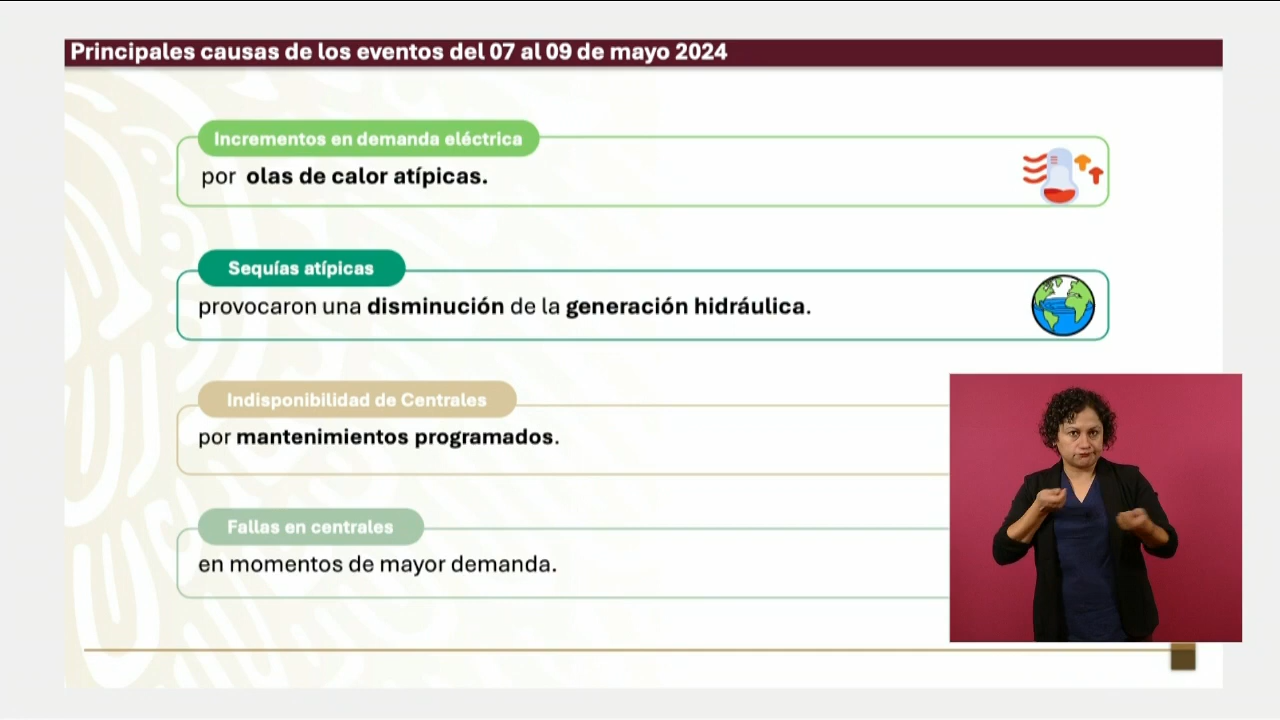 Principales causas de los eventos del 07 al 09 de mayo 2024
Incrementos en demanda eléctrica
por olas de calor atípicas.
Sequías atípicas
provocaron una disminución de la generación hidráulica.
Indisponibilidad de Centrales
por mantenimientos programados.
Fallas en centrales
en momentos de mayor demanda.